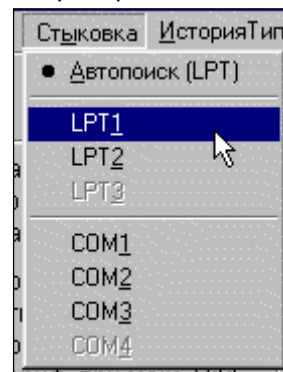 Стыковка ИсторияТип
Автопоиск (LPT)
LPT1
LPT2
LPT3
COM1
COM2
COM3
COM4